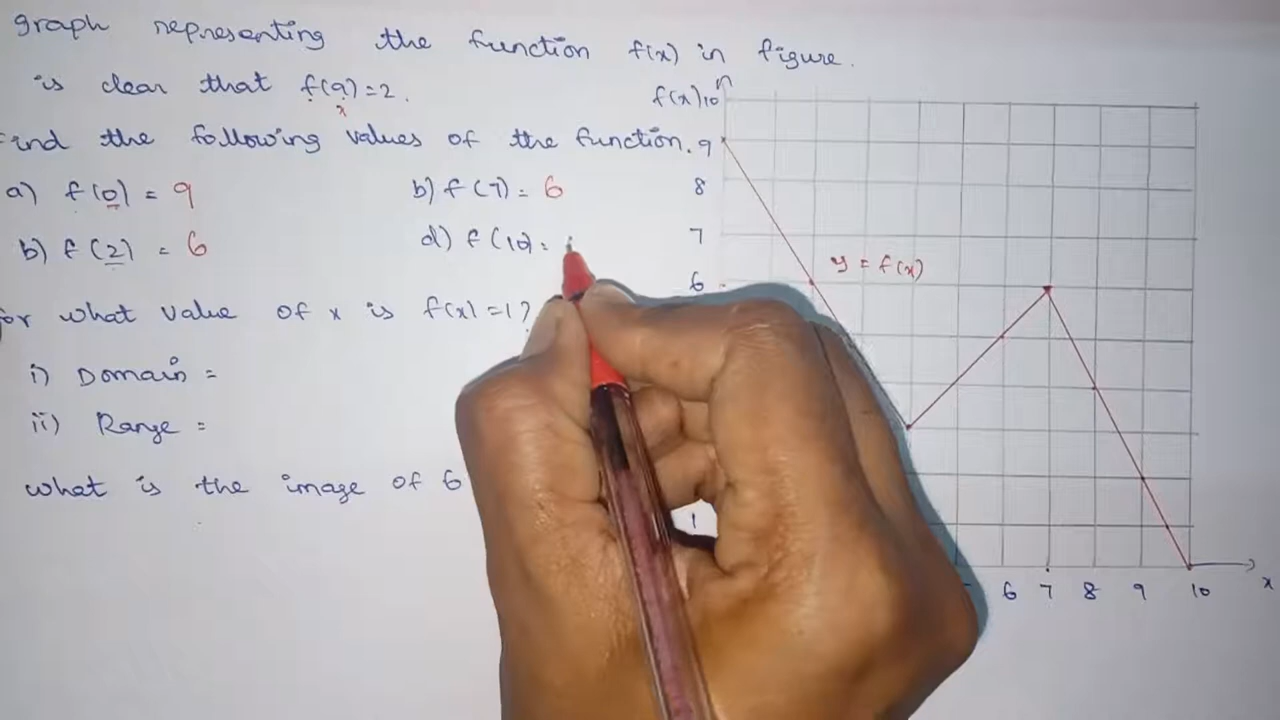 graph representing the function f(x) in figure.
is clear that f(9)=2.
x
Find the following values of the function.
a) f(0) = 9
b) f(7) = 6
b) f(2) = 6
d) f(10) =
for what value of x is f(x)=1?
i) Domain =
ii) Range =
what is the image of 6
f(x) 10
9
8
7
6
1
y = f(x)
6 7 8 9 10 x